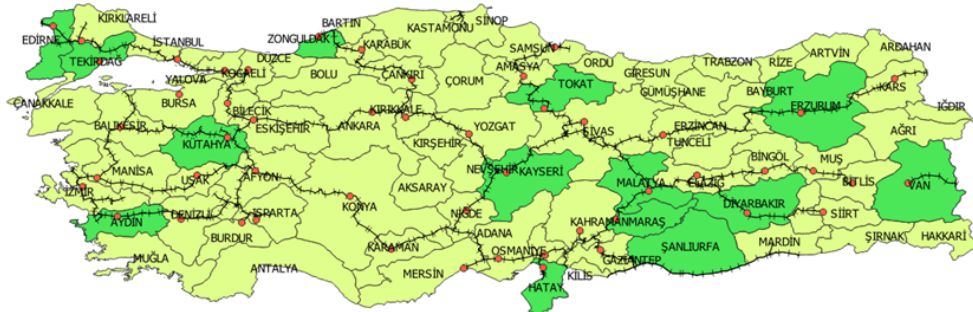 KIRKLARELİ
EDİRNE
TEKİRDAĞ
İSTANBUL
YALOVA
KOCAELİ
DÜZCE
ZONGULDAK
BARTIN
KARABÜK
KASTAMONU
SİNOP
SAMSUN
AMASYA
ORDU
GİRESUN
TRABZON
RİZE
ARTVİN
ARDAHAN
ÇANAKKALE
BURSA
BİLECİK
BOLU
ÇANKIRI
ÇORUM
TOKAT
GÜMÜŞHANE
BAYBURT
ERZURUM
KARS
IĞDIR
BALIKESİR
KÜTAHYA
ESKİŞEHİR
ANKARA
KIRIKKALE
YOZGAT
SİVAS
ERZİNCAN
TUNCELİ
AĞRI
KIRŞEHİR
MANİSA
UŞAK
AFYON
AKSARAY
NEVŞEHİR
KAYSERİ
MALATYA
ELAZIĞ
BİNGÖL
MUŞ
BİTLİS
VAN
İZMİR
AYDIN
DENİZLİ
ISPARTA
BURDUR
KONYA
NİĞDE
KAHRAMANMARAŞ
DİYARBAKIR
SİİRT
MUĞLA
ANTALYA
KARAMAN
MERSİN
ADANA
OSMANİYE
GAZİANTEP
KİLİS
HATAY
ŞANLIURFA
MARDİN
ŞIRNAK
HAKKARİ